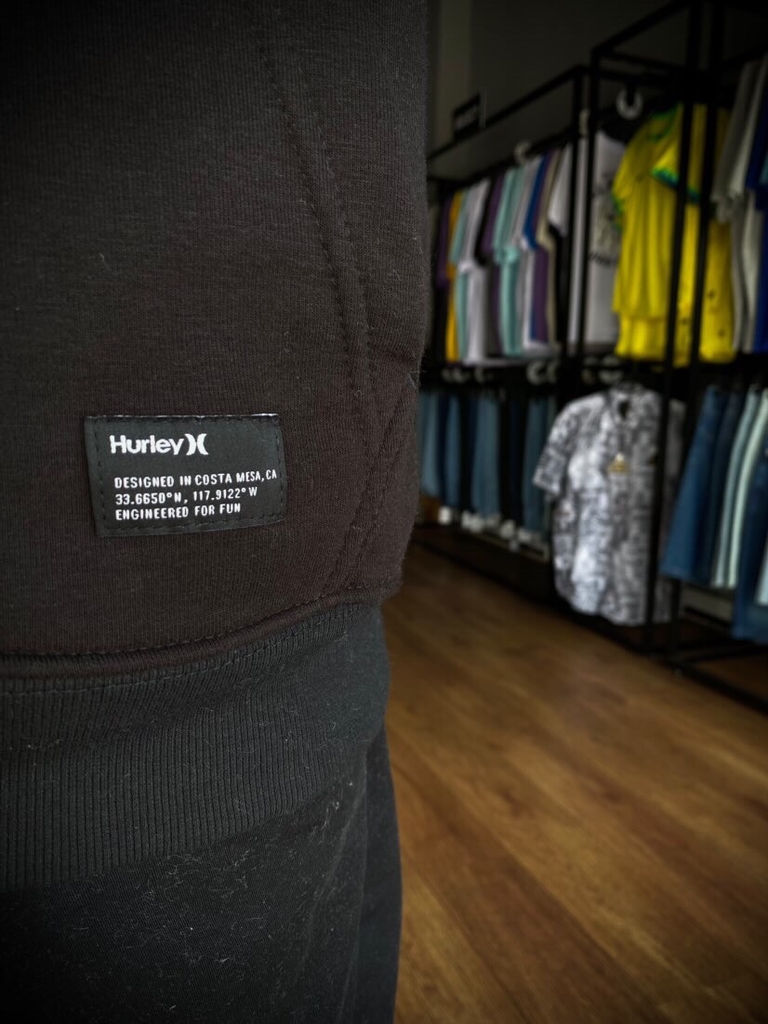 Hurley
DESIGNED IN COSTA MESA, CA
33.6650°N, 117.9122°W
ENGINEERED FOR FUN